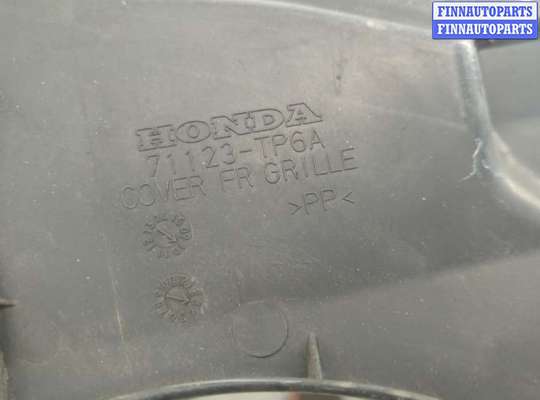 FINNAUTOPARTS
FINNAUTOPARTS
HONDA
71123-TP6A
COVER FR GRILLE
>PP<